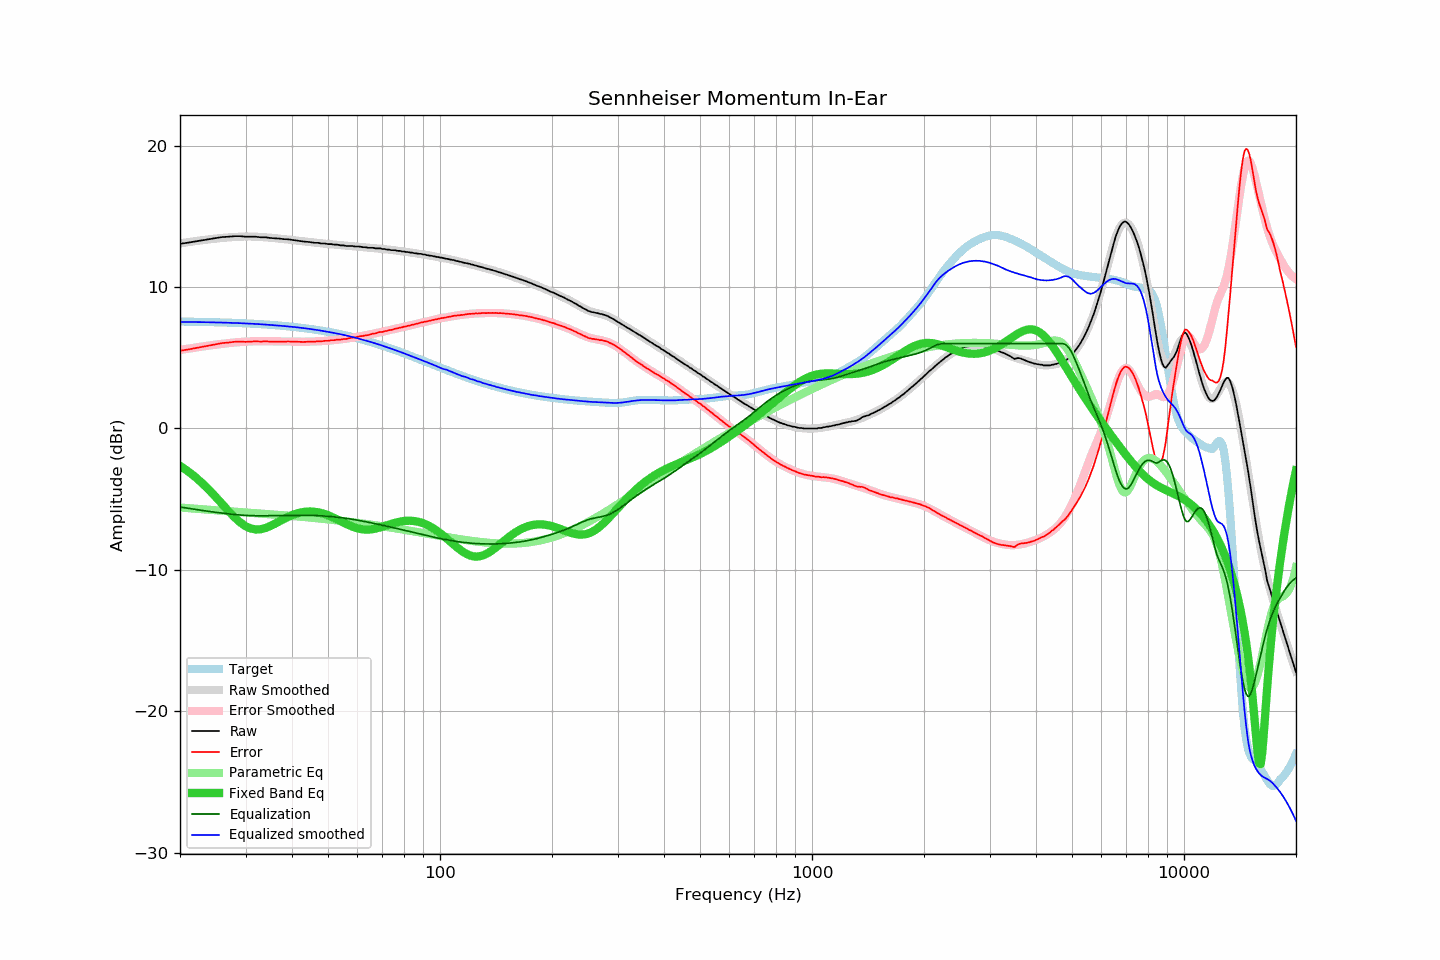 Sennheiser Momentum In-Ear
20
10
0
−10
−20
−30
Amplitude (dBr)
Target
Raw Smoothed
Error Smoothed
Raw
Error
Parametric Eq
Fixed Band Eq
Equalization
Equalized smoothed
100 1000 10000
Frequency (Hz)